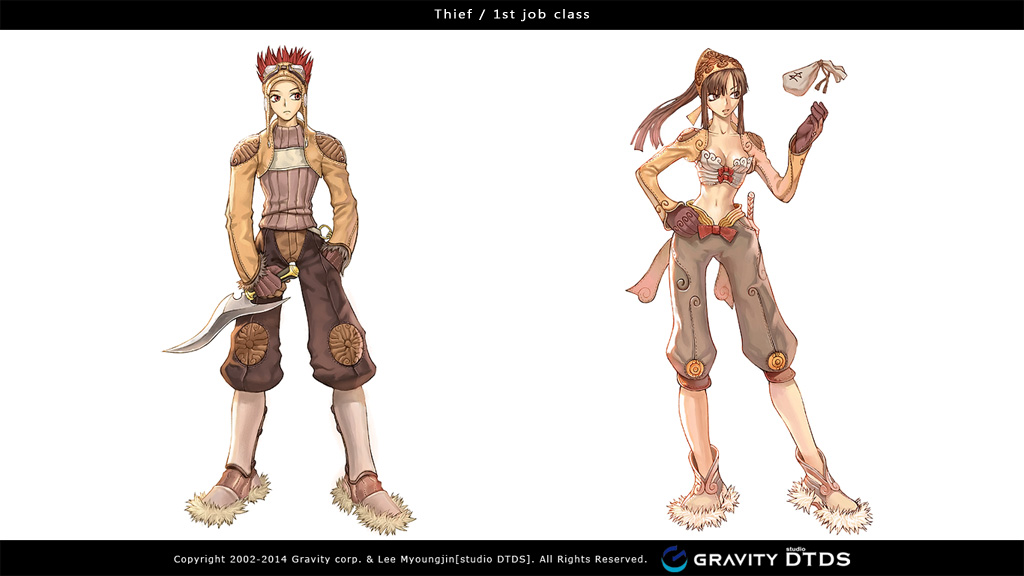 Thief / 1st job class
Copyright 2002-2014 Gravity corp. & Lee Myoungjin[studio DTDS]. All Rights Reserved.
GRAVITY studio DTDS